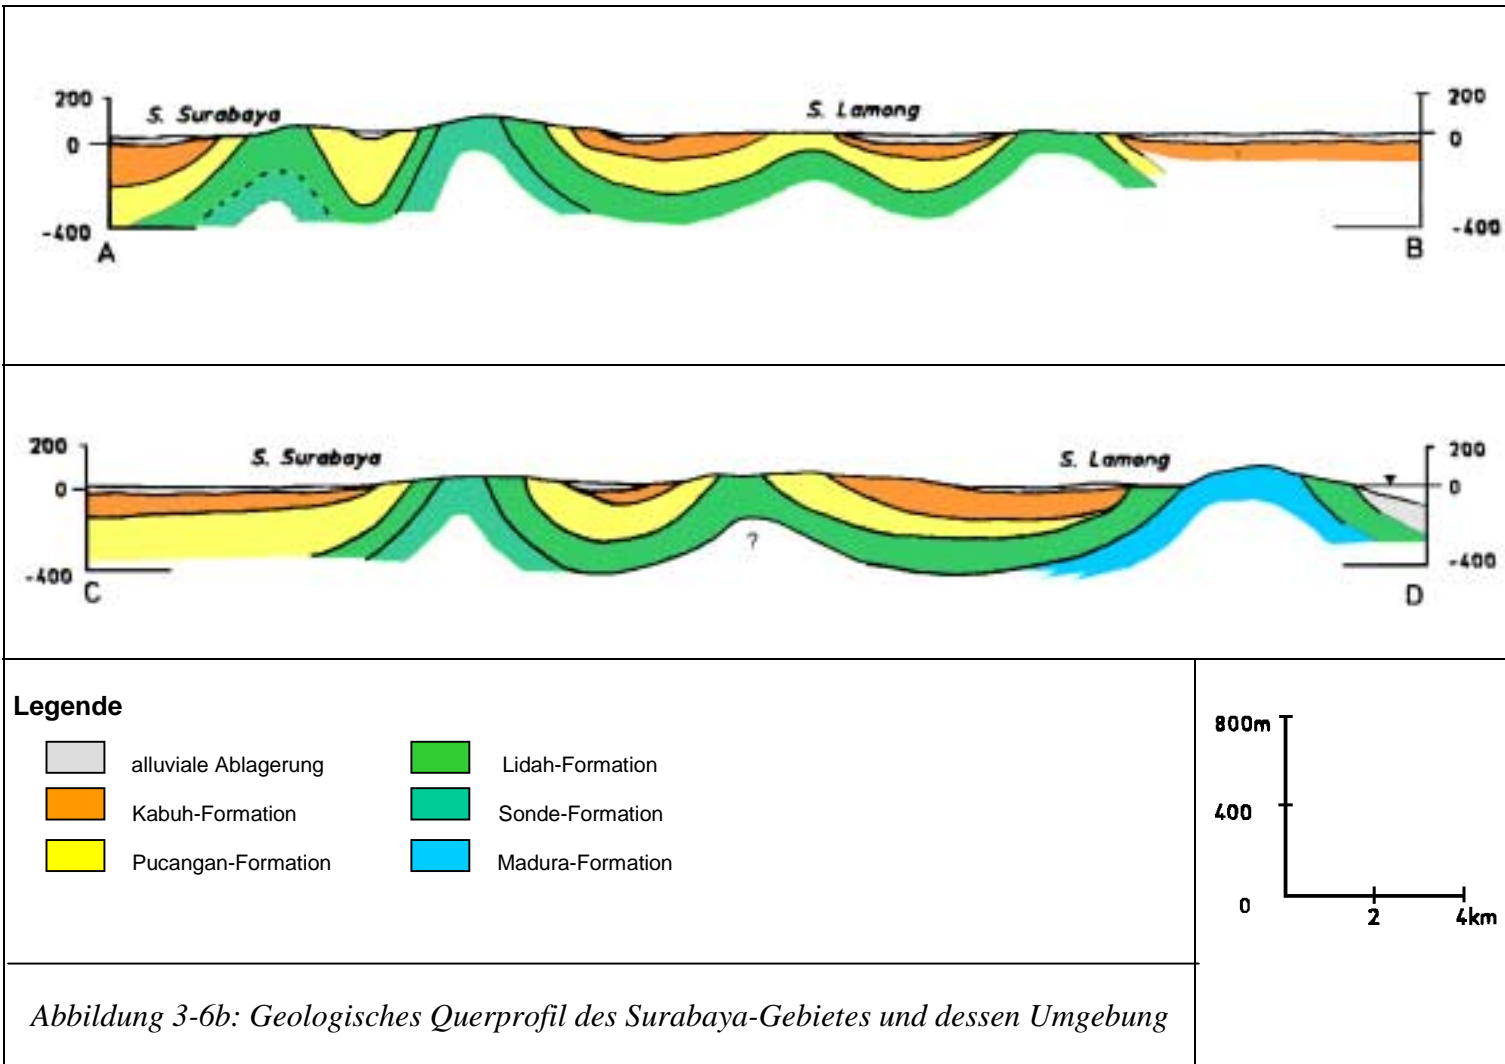 200
S. Surabaya
S. Lamong
200
0
0
-400
-400
A
B
200
S. Surabaya
S. Lamong
200
0
0
?
-400
-400
C
D
Legende
alluviale Ablagerung
Lidah-Formation
Kabuh-Formation
Sonde-Formation
Pucangan-Formation
Madura-Formation
800m
400
0
2
4km
Abbildung 3-6b: Geologisches Querprofil des Surabaya-Gebietes und dessen Umgebung